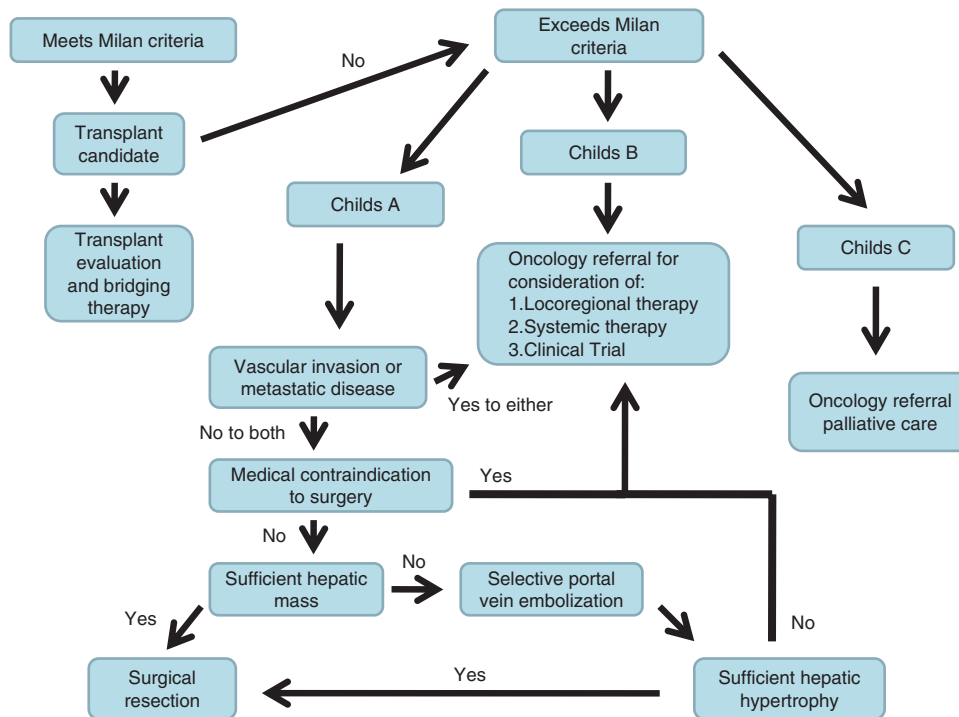 Meets Milan criteria
Exceeds Milan
criteria
No
Transplant
candidate
Childs B
Childs A
Transplant
evaluation
and bridging
therapy
Childs C
Oncology referral for
consideration of:
1.Locoregional therapy
2.Systemic therapy
3.Clinical Trial
Vascular invasion or
metastatic disease
Yes to either
Oncology referral
palliative care
No to both
Medical contraindication
to surgery
Yes
No
Sufficient hepatic
mass
No
Selective portal
vein embolization
Yes
No
Surgical
resection
Yes
Sufficient hepatic
hypertrophy